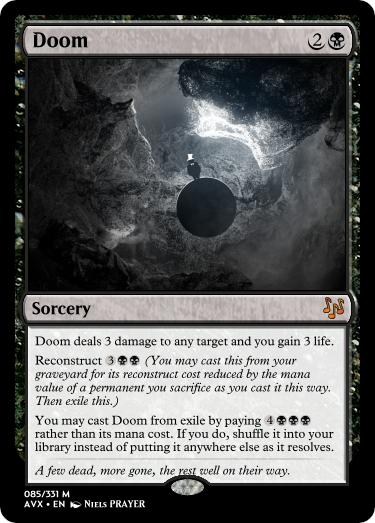 Doom 2
Sorcery
Doom deals 3 damage to any target and you gain 3 life.
Reconstruct 3 (You may cast this from your
graveyard for its reconstruct cost reduced by the mana
value of a permanent you sacrifice as you cast it this way.
Then exile this.)
You may cast Doom from exile by paying 4
rather than its mana cost. If you do, shuffle it into your
library instead of putting it anywhere else as it resolves.
A few dead, more gone, the rest well on their way.
085/331 M
AVX • EN Niels PRAYER